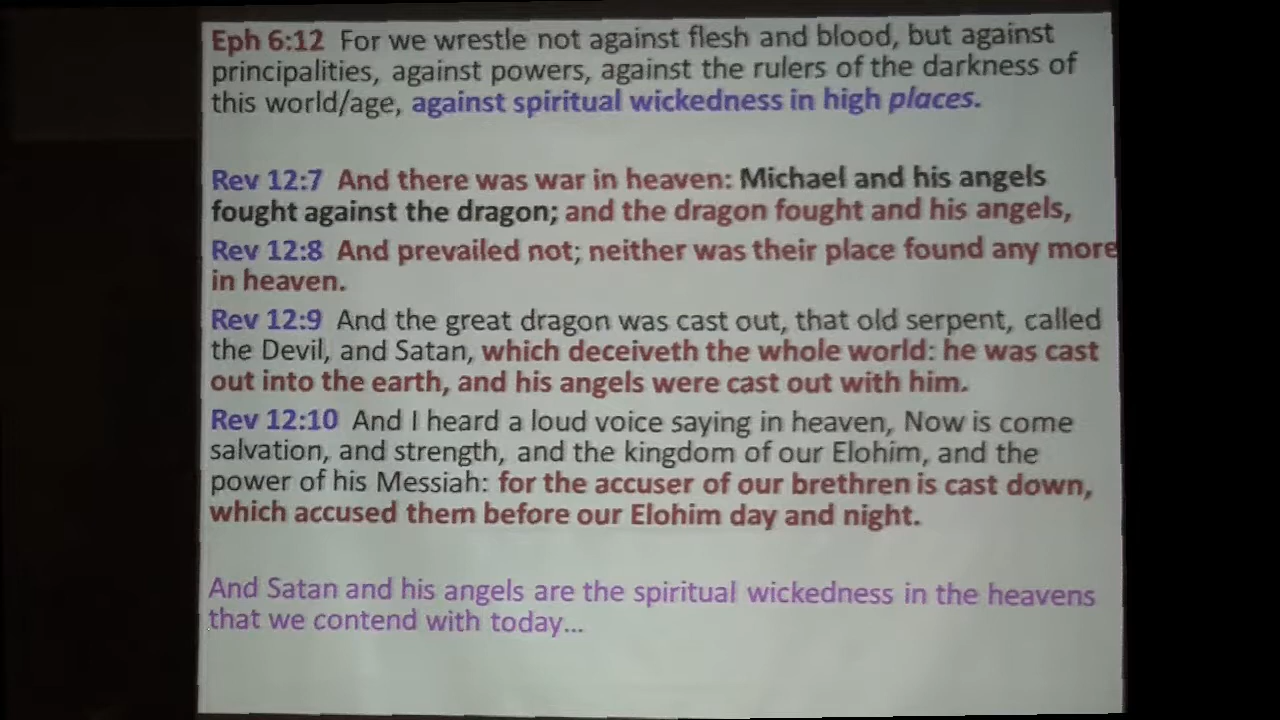 Eph 6:12 For we wrestle not against flesh and blood, but against
principalities, against powers, against the rulers of the darkness of
this world/age, against spiritual wickedness in high places.
Rev 12:7 And there was war in heaven: Michael and his angels
fought against the dragon; and the dragon fought and his angels,
Rev 12:8 And prevailed not; neither was their place found any more
in heaven.
Rev 12:9 And the great dragon was cast out, that old serpent, called
the Devil, and Satan, which deceiveth the whole world: he was cast
out into the earth, and his angels were cast out with him.
Rev 12:10 And I heard a loud voice saying in heaven, Now is come
salvation, and strength, and the kingdom of our Elohim, and the
power of his Messiah: for the accuser of our brethren is cast down,
which accused them before our Elohim day and night.
And Satan and his angels are the spiritual wickedness in the heavens
that we contend with today...